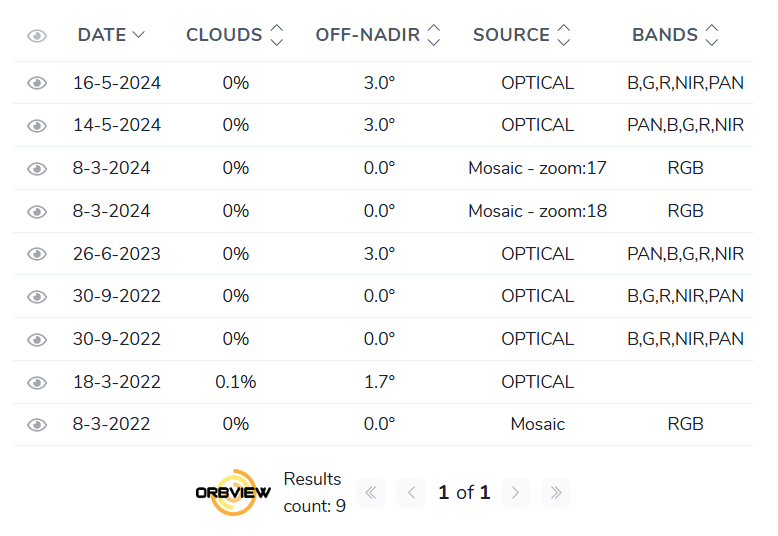 DATE CLOUDS OFF-NADIR SOURCE BANDS
16-5-2024 0% 3.0° OPTICAL B,G,R,NIR,PAN
14-5-2024 0% 3.0° OPTICAL PAN,B,G,R,NIR
8-3-2024 0% 0.0° Mosaic - zoom:17 RGB
8-3-2024 0% 0.0° Mosaic - zoom:18 RGB
26-6-2023 0% 3.0° OPTICAL PAN,B,G,R,NIR
30-9-2022 0% 0.0° OPTICAL B,G,R,NIR,PAN
30-9-2022 0% 0.0° OPTICAL B,G,R,NIR,PAN
18-3-2022 0.1% 1.7° OPTICAL
8-3-2022 0% 0.0° Mosaic RGB
ORBVIEW
Results
count: 9
1 of 1